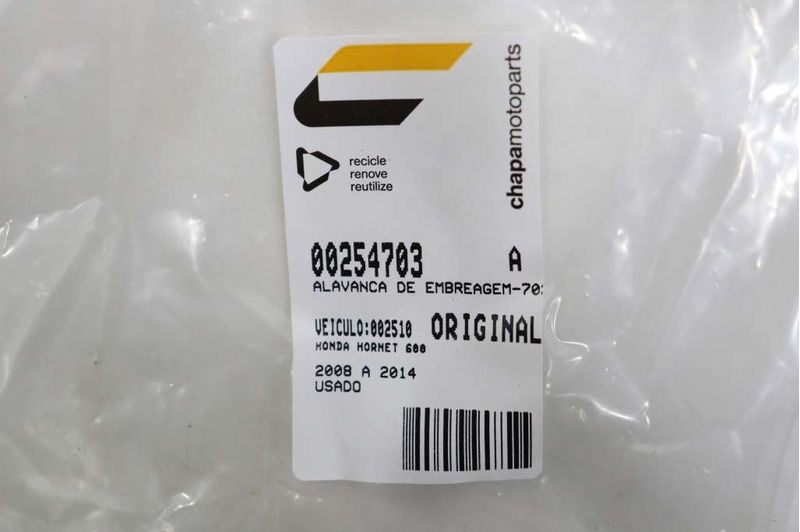 chapamotoparts
recicle
renove
reutilize
00254703 A
ALAVANCA DE EMBREAGEM-70
VEICULO:002510 ORIGINAL
HONDA HORNET 600
2008 A 2014
USADO